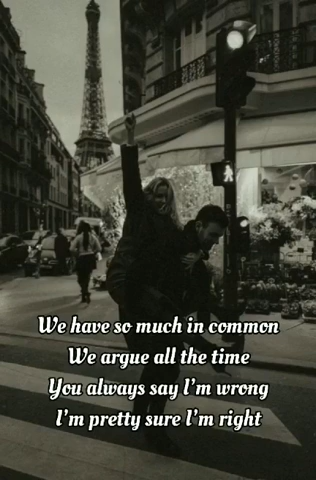 We have so much in common
We argue all the time
You always say I'm wrong
I'm pretty sure I'm right